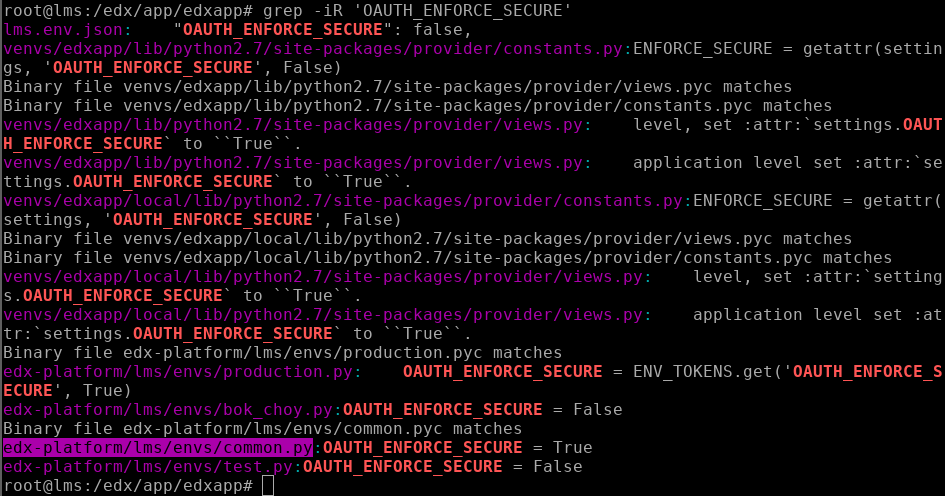 root@lms:/edx/app/edxapp# grep -iR 'OAUTH_ENFORCE_SECURE'
lms.env.json:    "OAUTH_ENFORCE_SECURE": false,
venvs/edxapp/lib/python2.7/site-packages/provider/constants.py:ENFORCE_SECURE = getattr(settin
gs, 'OAUTH_ENFORCE_SECURE', False)
Binary file venvs/edxapp/lib/python2.7/site-packages/provider/views.pyc matches
Binary file venvs/edxapp/lib/python2.7/site-packages/provider/constants.pyc matches
venvs/edxapp/lib/python2.7/site-packages/provider/views.py:    level, set :attr:`settings.OAUT
H_ENFORCE_SECURE` to ``True``.
venvs/edxapp/lib/python2.7/site-packages/provider/views.py:    application level set :attr:`se
ttings.OAUTH_ENFORCE_SECURE` to ``True``.
venvs/edxapp/local/lib/python2.7/site-packages/provider/constants.py:ENFORCE_SECURE = getattr(
settings, 'OAUTH_ENFORCE_SECURE', False)
Binary file venvs/edxapp/local/lib/python2.7/site-packages/provider/views.pyc matches
Binary file venvs/edxapp/local/lib/python2.7/site-packages/provider/constants.pyc matches
venvs/edxapp/local/lib/python2.7/site-packages/provider/views.py:    level, set :attr:`setting
s.OAUTH_ENFORCE_SECURE` to ``True``.
venvs/edxapp/local/lib/python2.7/site-packages/provider/views.py:    application level set :at
tr:`settings.OAUTH_ENFORCE_SECURE` to ``True``.
Binary file edx-platform/lms/envs/production.pyc matches
edx-platform/lms/envs/production.py:    OAUTH_ENFORCE_SECURE = ENV_TOKENS.get('OAUTH_ENFORCE_S
ECURE', True)
edx-platform/lms/envs/bok_choy.py:OAUTH_ENFORCE_SECURE = False
Binary file edx-platform/lms/envs/common.pyc matches
edx-platform/lms/envs/common.py:OAUTH_ENFORCE_SECURE = True
edx-platform/lms/envs/test.py:OAUTH_ENFORCE_SECURE = False
root@lms:/edx/app/edxapp#